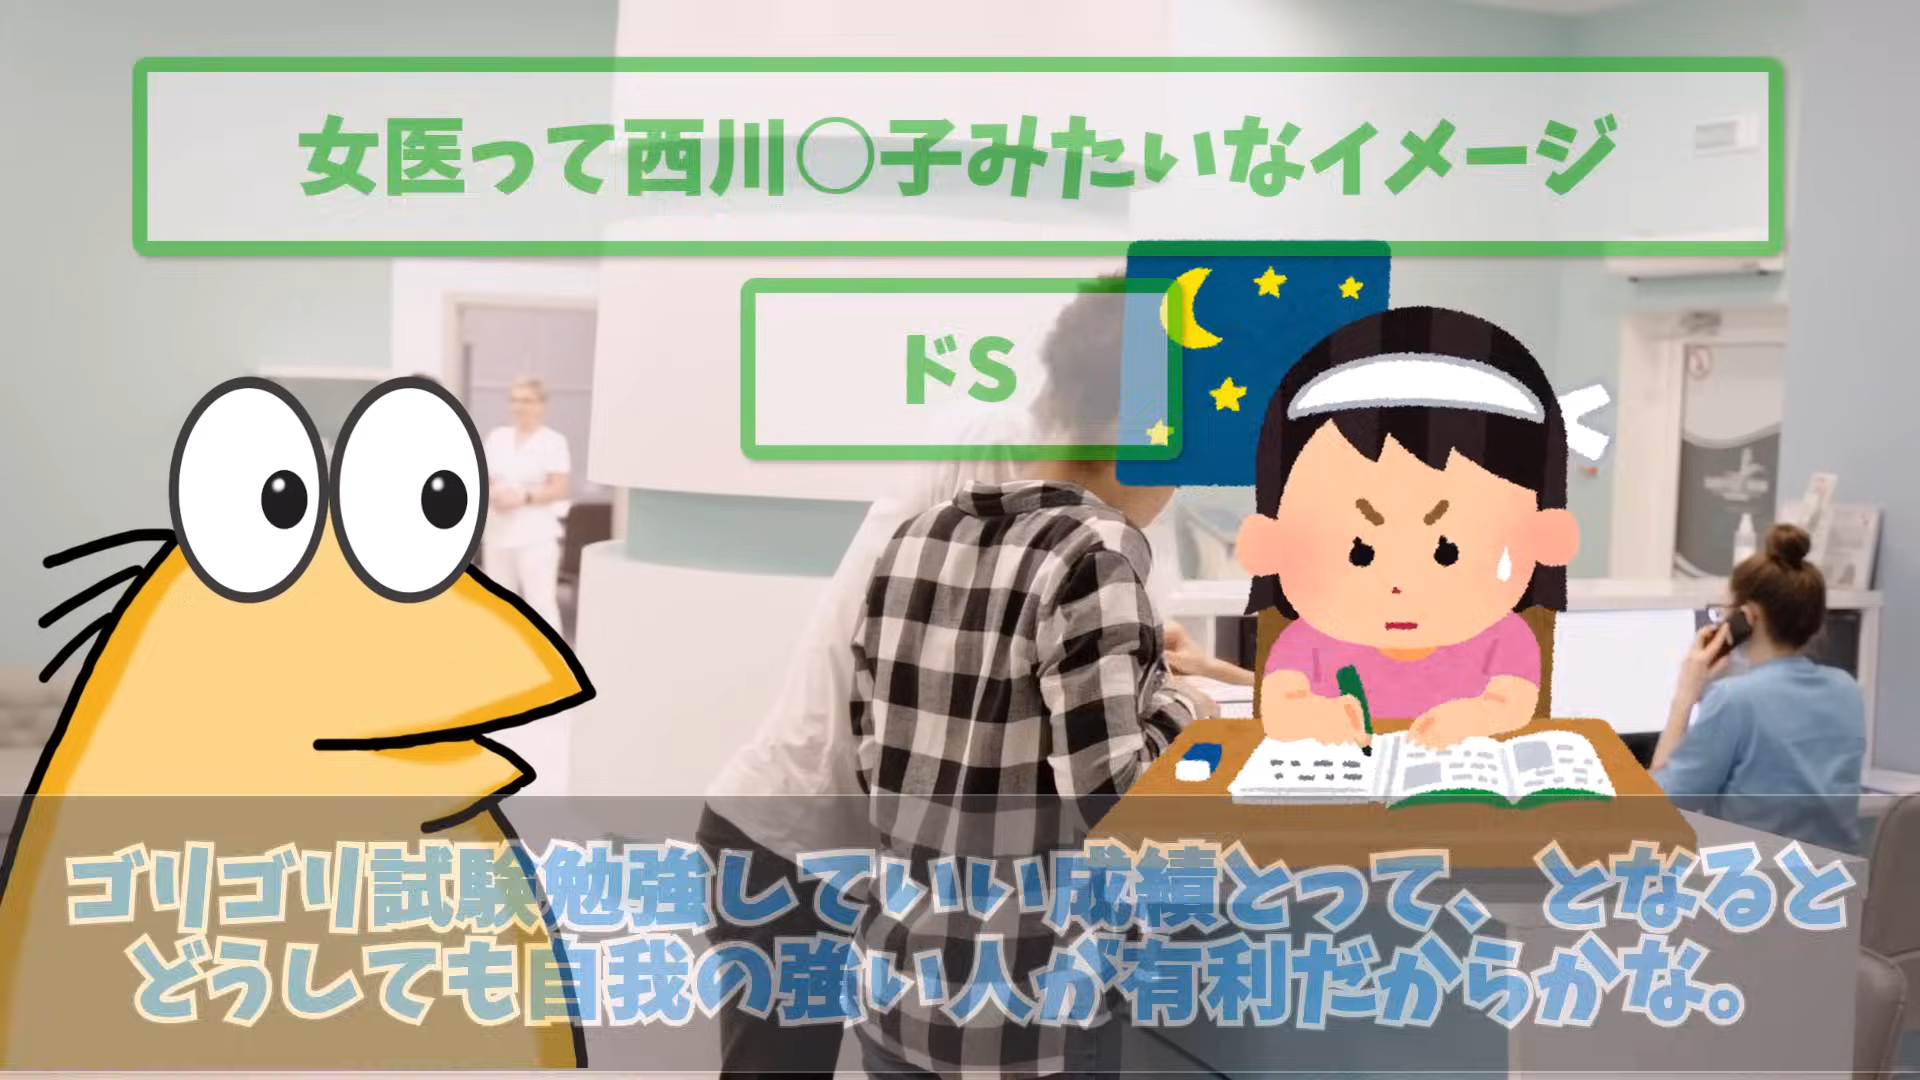 女医って西川◯子みたいなイメージ
ドS
ゴリゴリ試験勉強していい成績とって、となると
どうしても自我の強い人が有利だからかな。